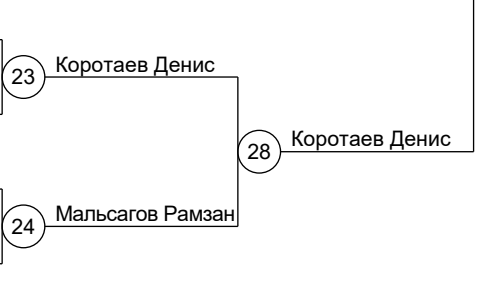 23 Коротаев Денис
28 Коротаев Денис
24 Мальсагов Рамзан